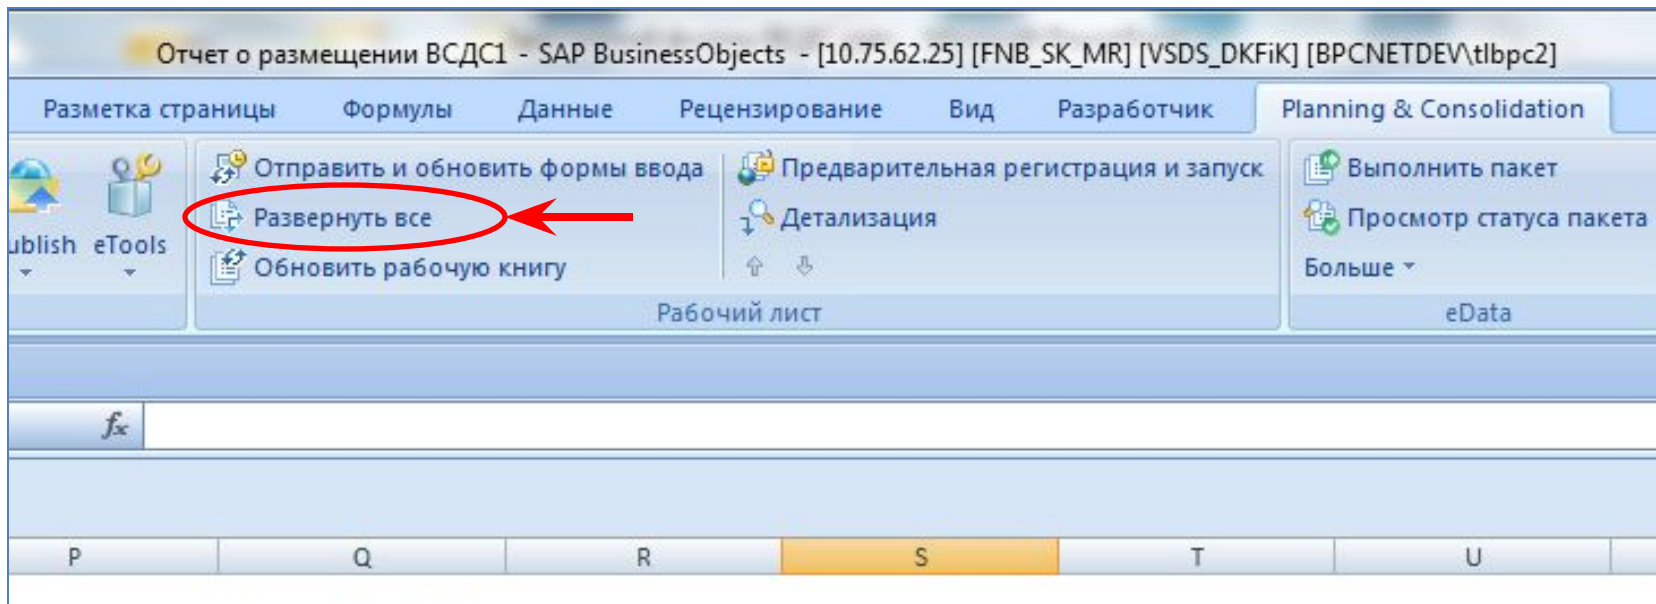 Отчет о размещении ВСДС1 - SAP BusinessObjects - [10.75.62.25] [FNB_SK_MR] [VSDS_DKFiK] [BPCNETDEV\tlbpc2]
Разметка страницы Формулы Данные Рецензирование Вид Разработчик Planning & Consolidation
Отправить и обновить формы ввода Предварительная регистрация и запуск Выполнить пакет
Развернуть все Детализация Просмотр статуса пакета
ublish eTools
Обновить рабочую книгу Больше
Рабочий лист eData
fx
P Q R S T U